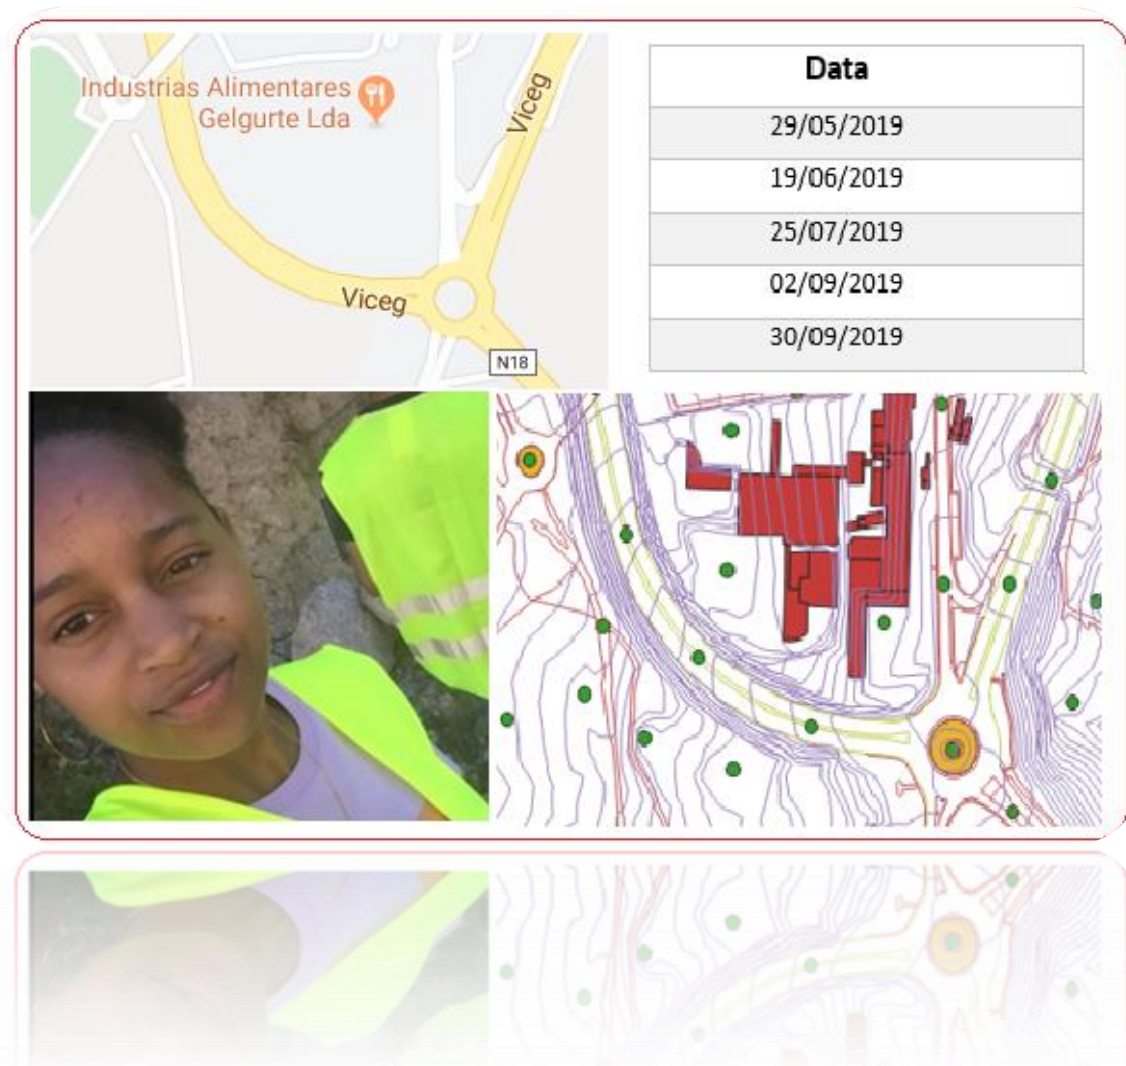 Industrias Alimentares
Gelgurte Lda
Viceg
Viceg
N18
Data
29/05/2019
19/06/2019
25/07/2019
02/09/2019
30/09/2019